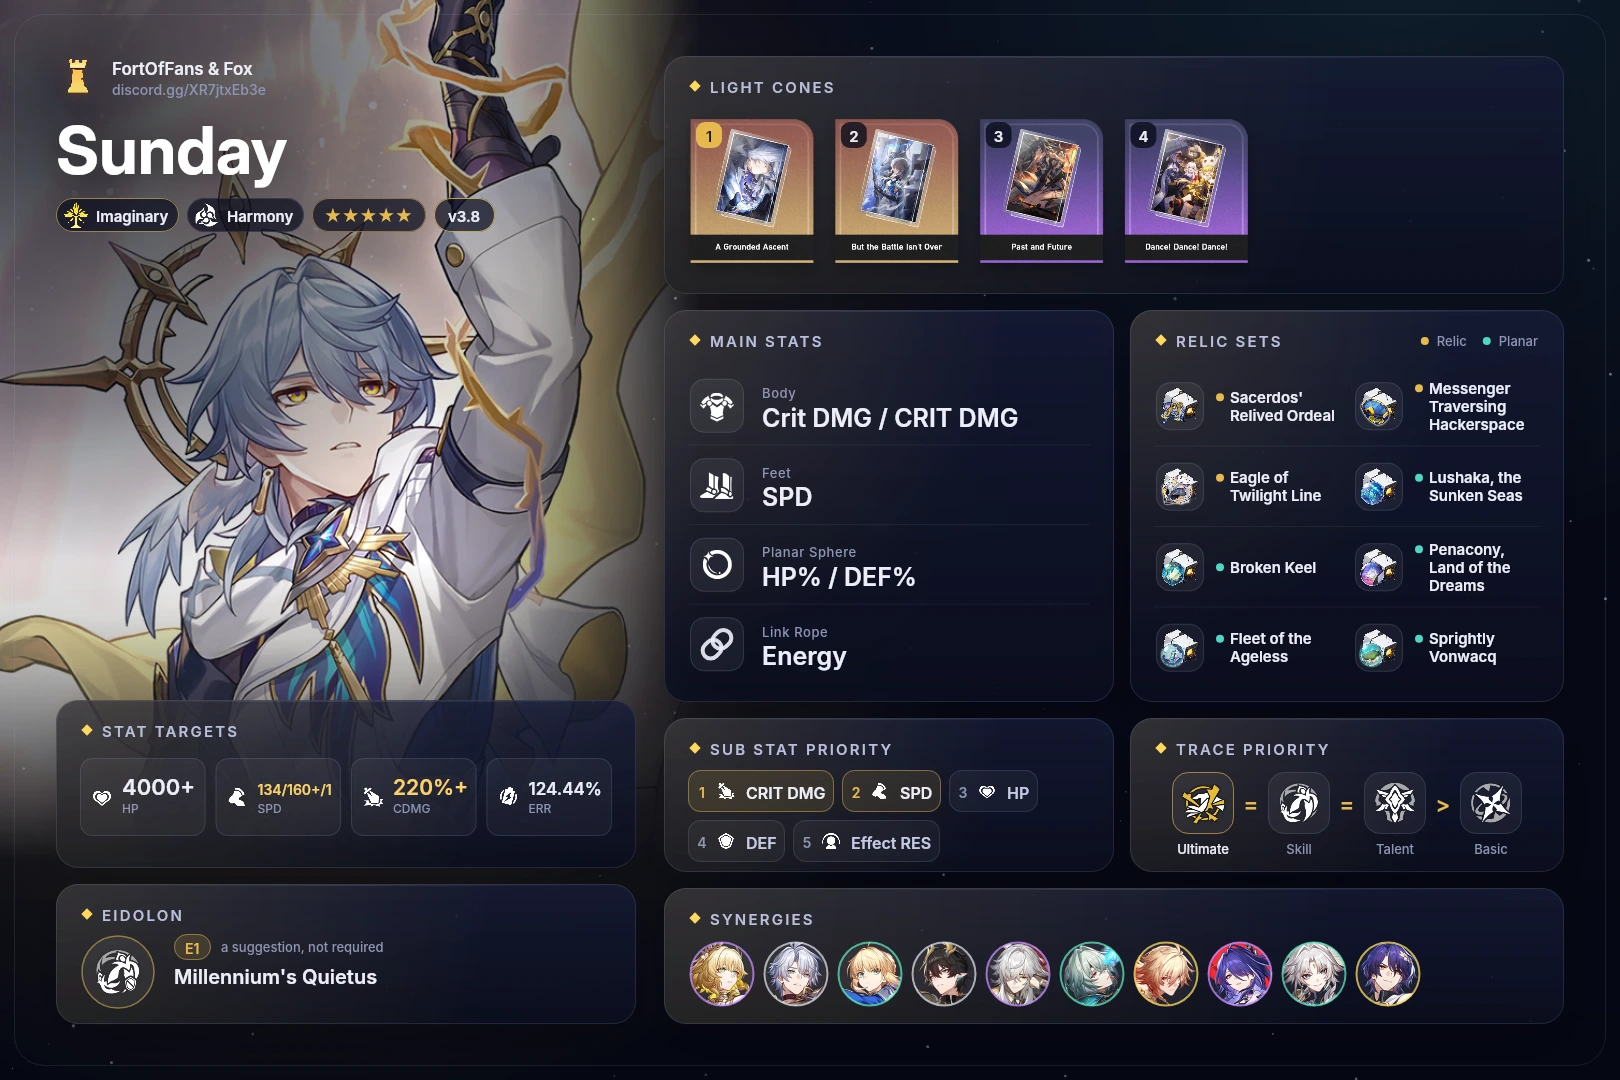 FortOfFans & Fox
discord.gg/XR7jtxEb3e
Sunday
Imaginary
Harmony
v3.8
LIGHT CONES
1
2
3
4
A Grounded Ascent
But the Battle Isn't Over
Past and Future
Dance! Dance! Dance!
MAIN STATS
Body
Crit DMG / CRIT DMG
Feet
SPD
Planar Sphere
HP% / DEF%
Link Rope
Energy
RELIC SETS
Relic
Planar
Sacerdos'
Relived Ordeal
Messenger
Traversing
Hackerspace
Eagle of
Twilight Line
Lushaka, the
Sunken Seas
Broken Keel
Penacony,
Land of the
Dreams
Fleet of the
Ageless
Sprightly
Vonwacq
STAT TARGETS
4000+
HP
134/160+/1
SPD
220%+
CDMG
124.44%
ERR
SUB STAT PRIORITY
1 CRIT DMG
2 SPD
3 HP
4 DEF
5 Effect RES
TRACE PRIORITY
= = >
Ultimate
Skill
Talent
Basic
EIDOLON
E1 a suggestion, not required
Millennium's Quietus
SYNERGIES